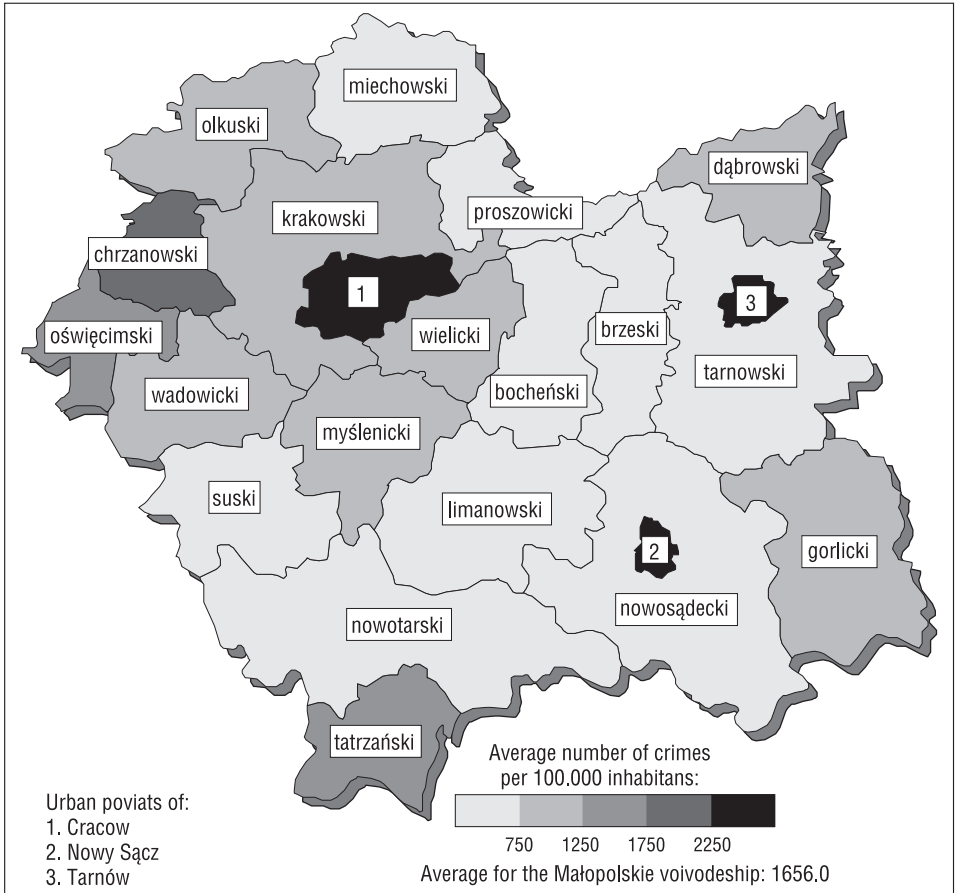 miechowski
olkuski
dąbrowski
krakowski
proszowicki
chrzanowski
1
3
oświęcimski
wielicki
brzeski
tarnowski
wadowicki
bocheński
myślenicki
suski
limanowski
2
gorlicki
nowosądecki
nowotarski
tatrzański
Average number of crimes
per 100.000 inhabitans:
750 1250 1750 2250
Average for the Małopolskie voivodeship: 1656.0
Urban poviats of:
1. Cracow
2. Nowy Sącz
3. Tarnów